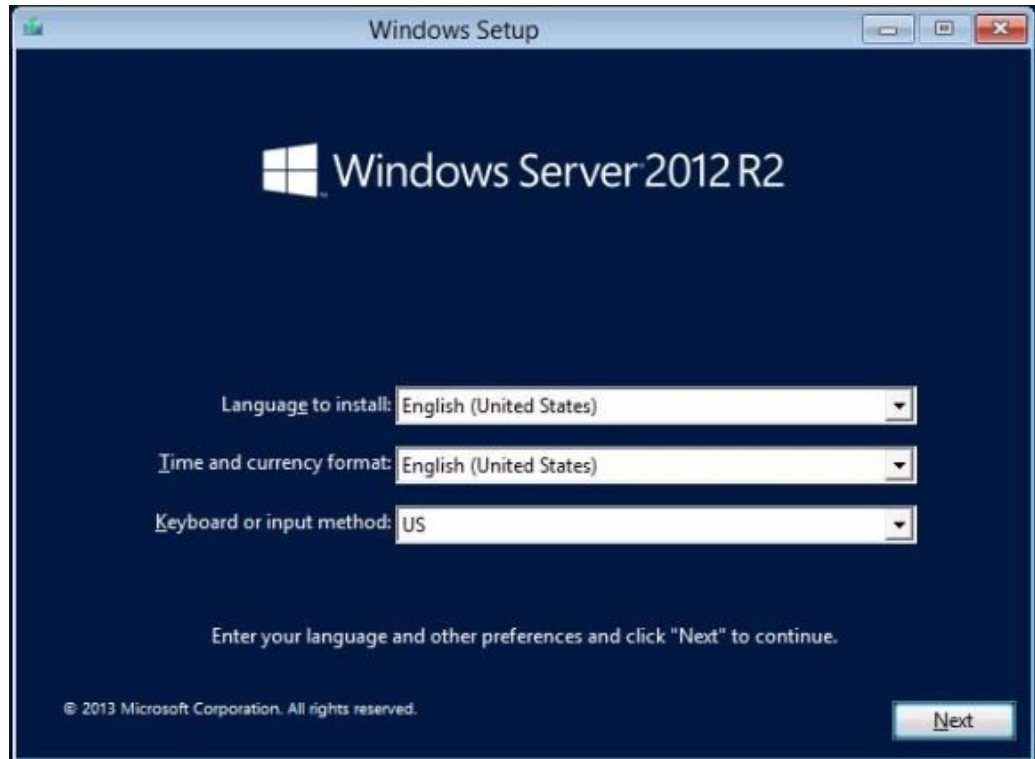 Windows Setup
Windows Server 2012 R2
Language to install: English (United States)
Time and currency format: English (United States)
Keyboard or input method: US
Enter your language and other preferences and click "Next" to continue.
© 2013 Microsoft Corporation. All rights reserved.
Next